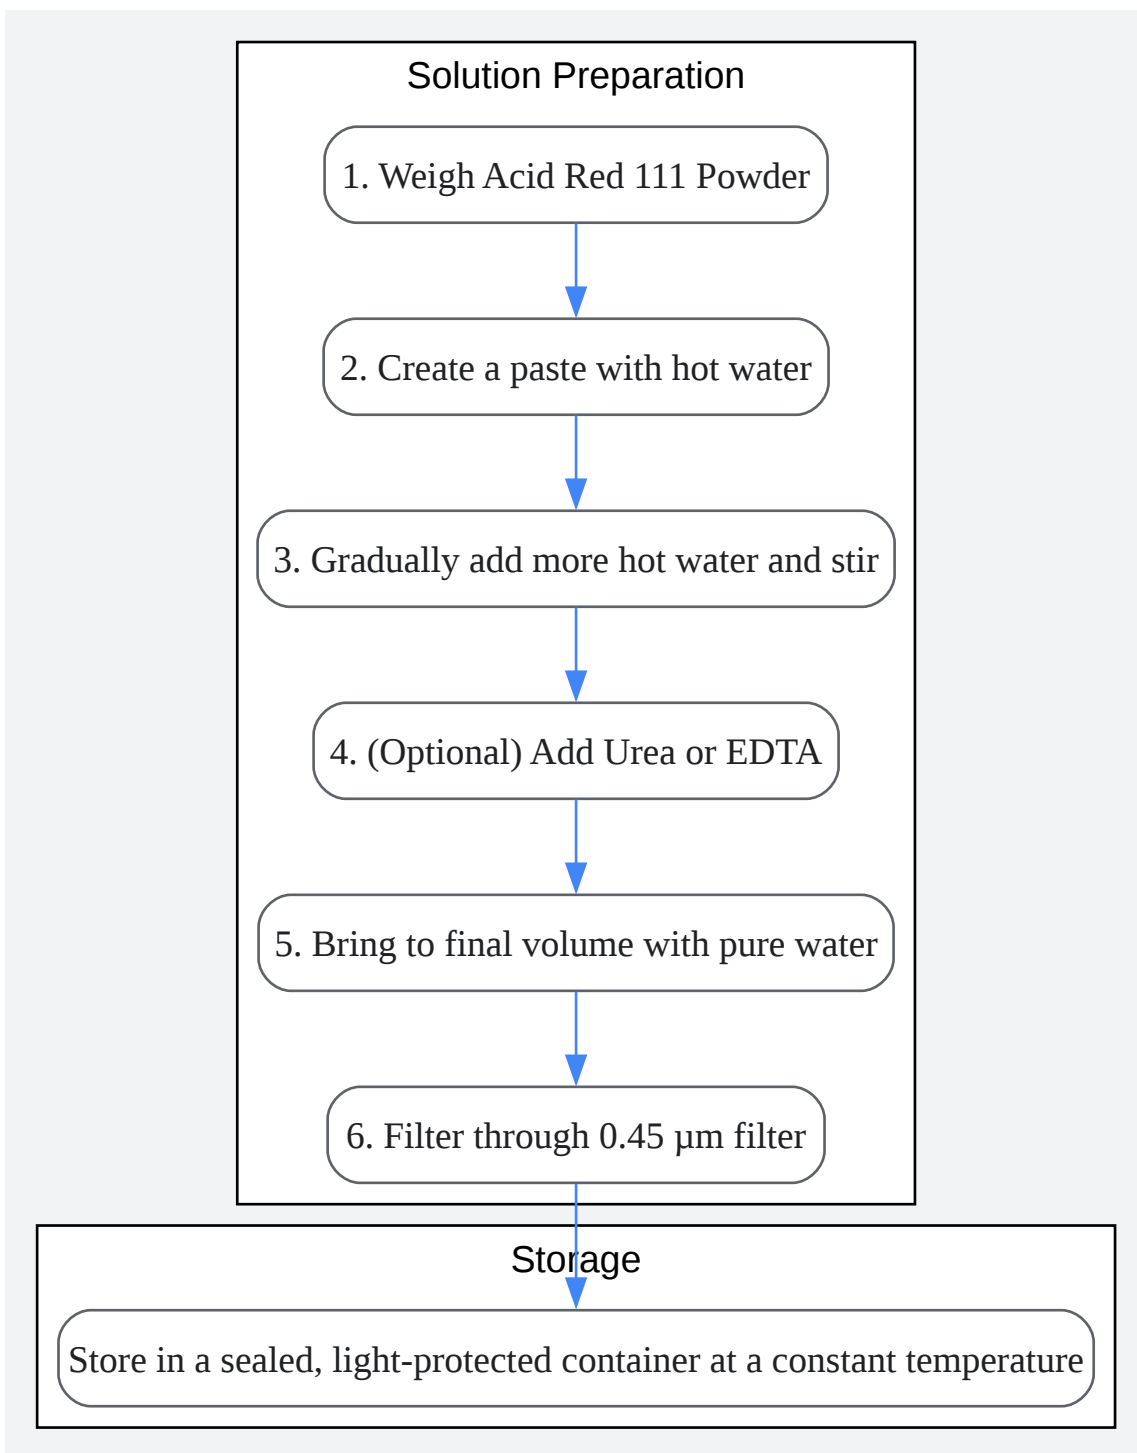 Solution Preparation
1. Weigh Acid Red 111 Powder
2. Create a paste with hot water
3. Gradually add more hot water and stir
4. (Optional) Add Urea or EDTA
5. Bring to final volume with pure water
6. Filter through 0.45 µm filter
Storage
Store in a sealed, light-protected container at a constant temperature